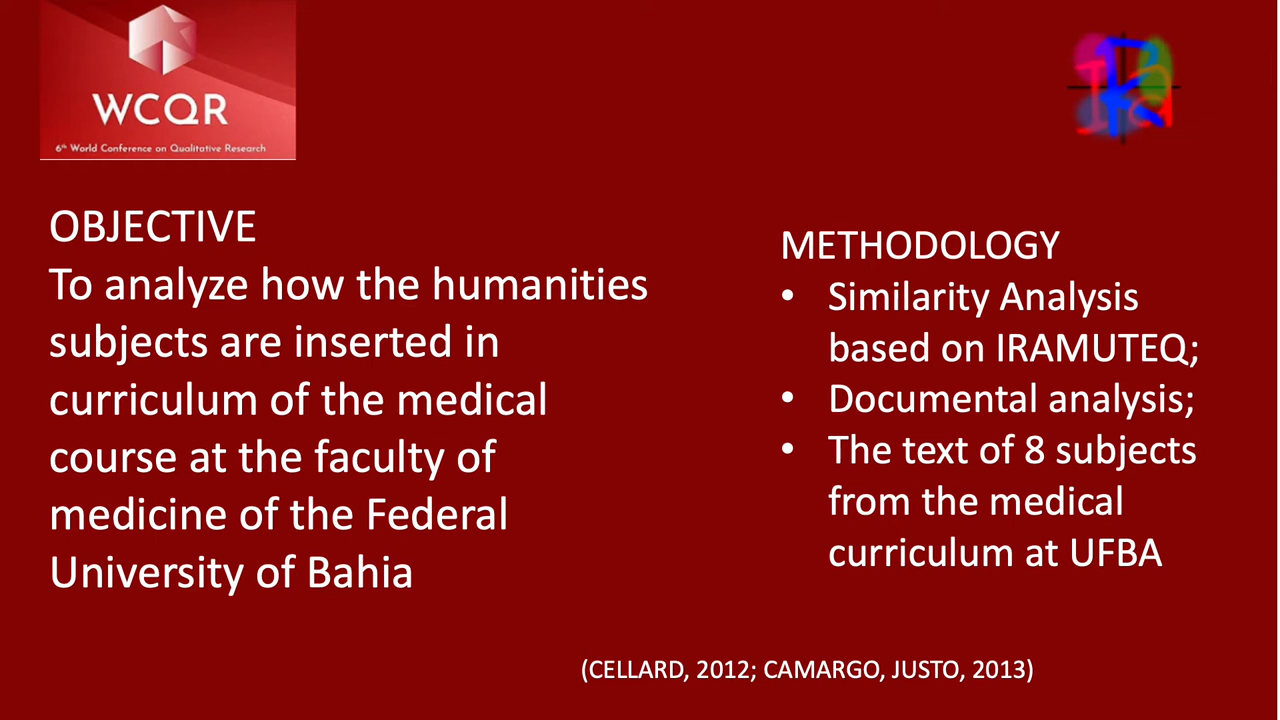 WCQR
6th World Conference on Qualitative Research
OBJECTIVE
To analyze how the humanities
subjects are inserted in
curriculum of the medical
course at the faculty of
medicine of the Federal
University of Bahia
METHODOLOGY
• Similarity Analysis
based on IRAMUTEQ;
• Documental analysis;
• The text of 8 subjects
from the medical
curriculum at UFBA
(CELLARD, 2012; CAMARGO, JUSTO, 2013)